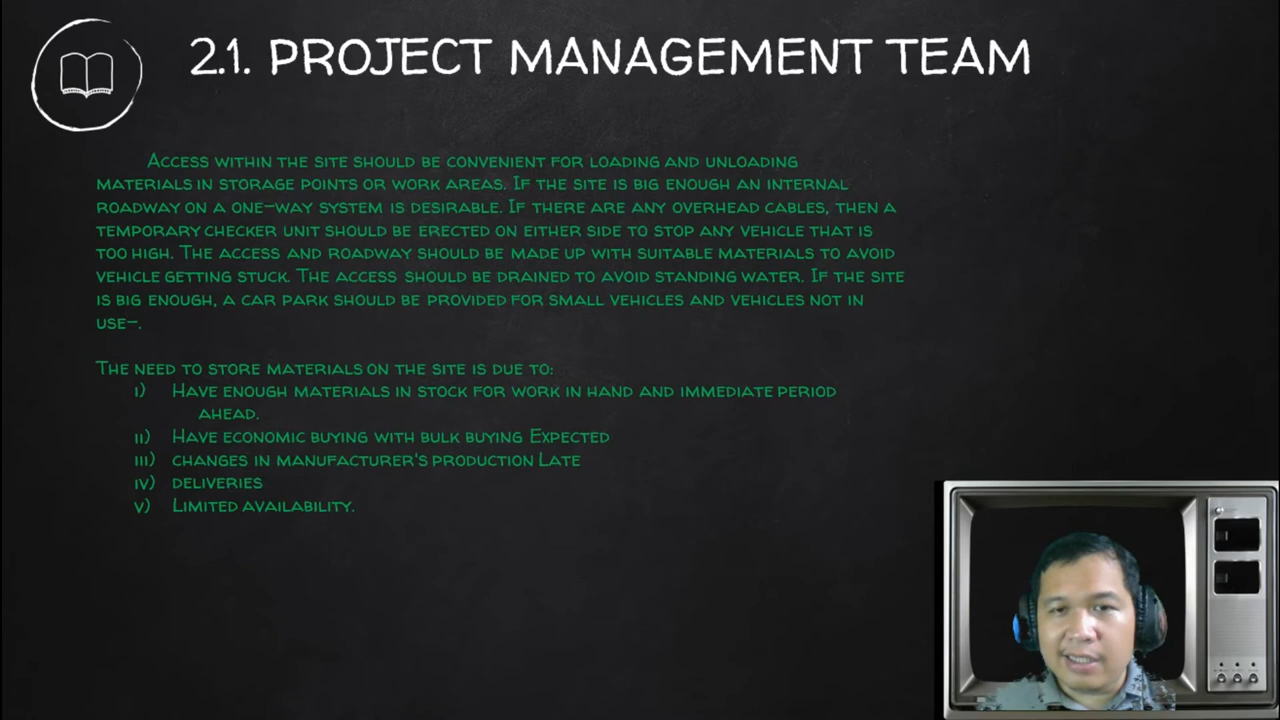 2.1. PROJECT MANAGEMENT TEAM
ACCESS WITHIN THE SITE SHOULD BE CONVENIENT FOR LOADING AND UNLOADING
MATERIALS IN STORAGE POINTS OR WORK AREAS. IF THE SITE IS BIG ENOUGH AN INTERNAL
ROADWAY ON A ONE-WAY SYSTEM IS DESIRABLE. IF THERE ARE ANY OVERHEAD CABLES, THEN A
TEMPORARY CHECKER UNIT SHOULD BE ERECTED ON EITHER SIDE TO STOP ANY VEHICLE THAT IS
TOO HIGH. THE ACCESS AND ROADWAY SHOULD BE MADE UP WITH SUITABLE MATERIALS TO AVOID
VEHICLE GETTING STUCK. THE ACCESS SHOULD BE DRAINED TO AVOID STANDING WATER. IF THE SITE
IS BIG ENOUGH, A CAR PARK SHOULD BE PROVIDED FOR SMALL VEHICLES AND VEHICLES NOT IN
USE-.
THE NEED TO STORE MATERIALS ON THE SITE IS DUE TO:
I) HAVE ENOUGH MATERIALS IN STOCK FOR WORK IN HAND AND IMMEDIATE PERIOD
AHEAD.
II) HAVE ECONOMIC BUYING WITH BULK BUYING EXPECTED
III) CHANGES IN MANUFACTURER'S PRODUCTION LATE
IV) DELIVERIES
V) LIMITED AVAILABILITY.